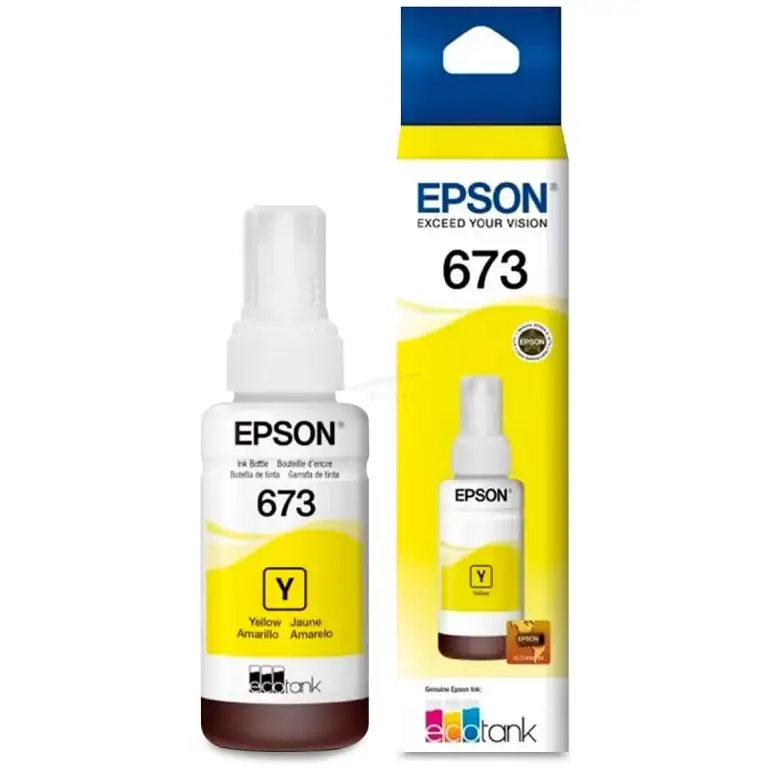 EPSON®
EXCEED YOUR VISION
673
EPSON
EPSON®
Y
Yellow
EPSON
Genuine Epson Ink:
ecotank
EPSON®
Ink Bottle Bouteille d'encre
Botella de tinta Garrafa de tinta
673
Y
Yellow Jaune
Amarillo Amarelo
ecotank